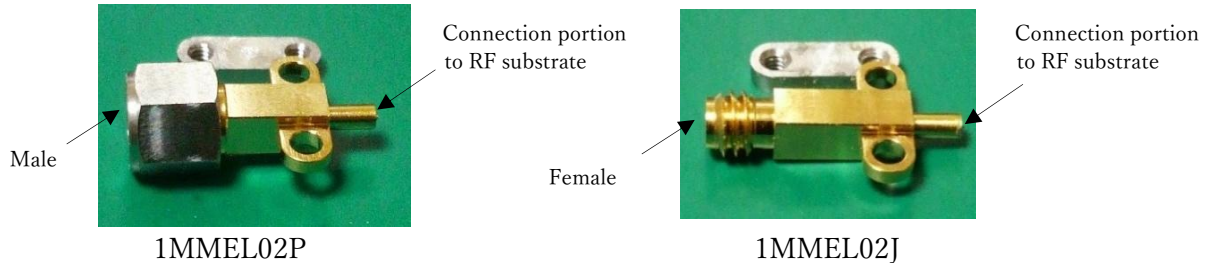 Connection portion
to RF substrate
Male
1MMEL02P
Connection portion
to RF substrate
Female
1MMEL02J